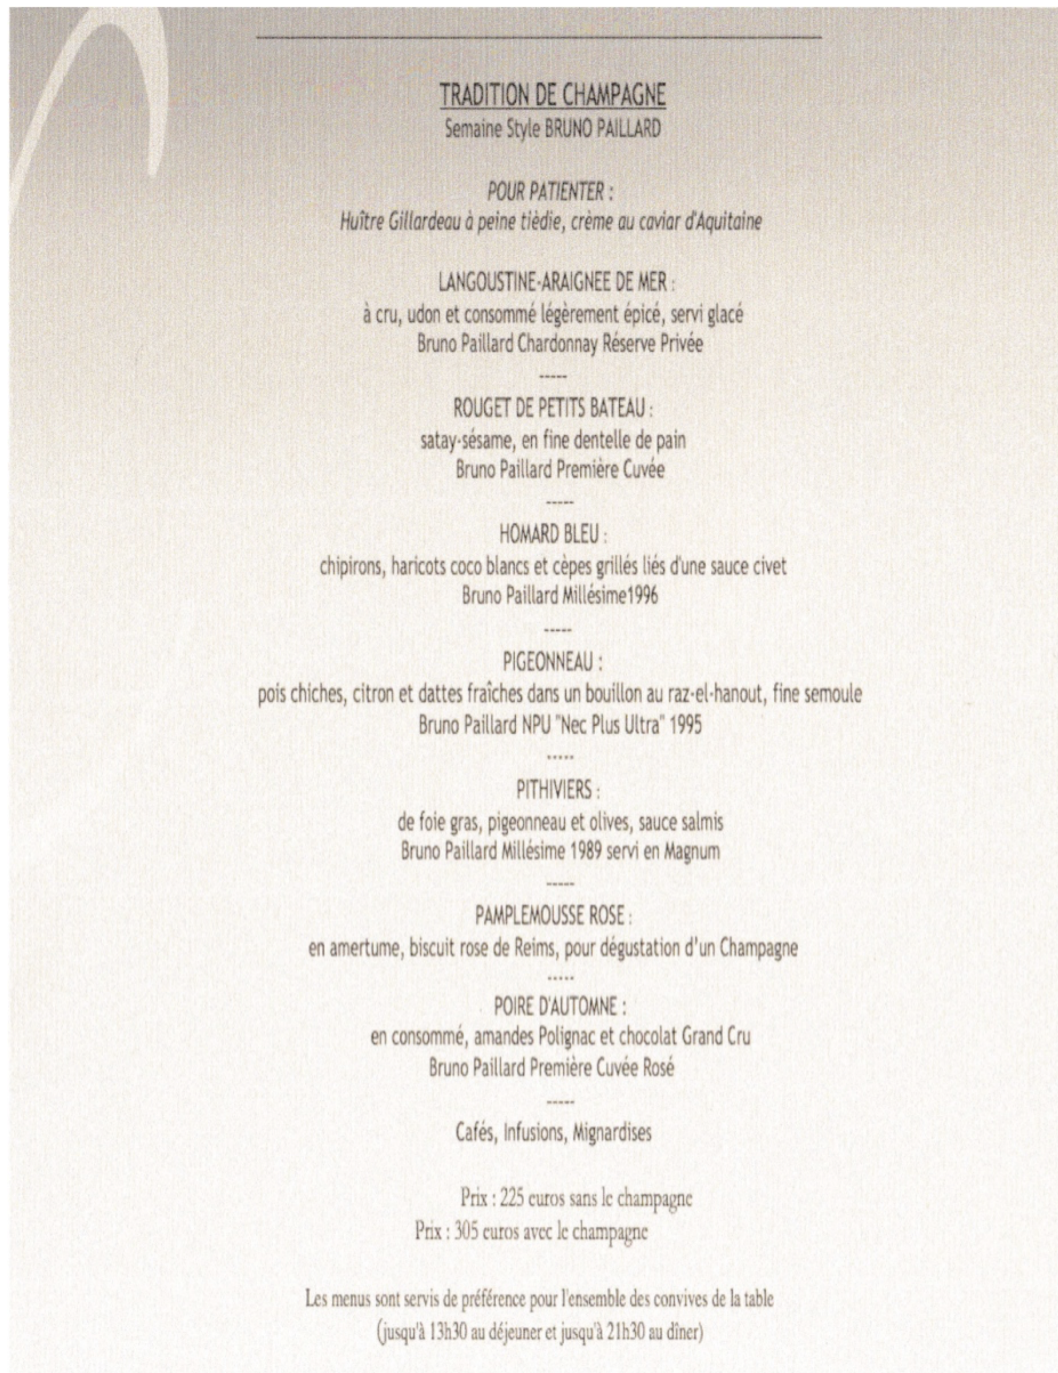 TRADITION DE CHAMPAGNE
Semaine Style BRUNO PAILLARD
POUR PATIENTER :
Huître Gillardeau à peine tièdie, crème au caviar d'Aquitaine
LANGOUSTINE-ARAIGNEE DE MER :
à cru, udon et consommé légèrement épicé, servi glacé
Bruno Paillard Chardonnay Réserve Privée
-----
ROUGET DE PETITS BATEAU :
satay-sésame, en fine dentelle de pain
Bruno Paillard Première Cuvée
-----
HOMARD BLEU :
chipirons, haricots coco blancs et cèpes grillés liés d'une sauce civet
Bruno Paillard Millésime1996
-----
PIGEONNEAU :
pois chiches, citron et dattes fraîches dans un bouillon au raz-el-hanout, fine semoule
Bruno Paillard NPU "Nec Plus Ultra" 1995
-----
PITHIVIERS :
de foie gras, pigeonneau et olives, sauce salmis
Bruno Paillard Millésime 1989 servi en Magnum
-----
PAMPLEMOUSSE ROSE :
en amertume, biscuit rose de Reims, pour dégustation d'un Champagne
-----
POIRE D'AUTOMNE :
en consommé, amandes Polignac et chocolat Grand Cru
Bruno Paillard Première Cuvée Rosé
-----
Cafés, Infusions, Mignardises
Prix : 225 euros sans le champagne
Prix : 305 euros avec le champagne
Les menus sont servis de préférence pour l'ensemble des convives de la table
(jusqu'à 13h30 au déjeuner et jusqu'à 21h30 au dîner)